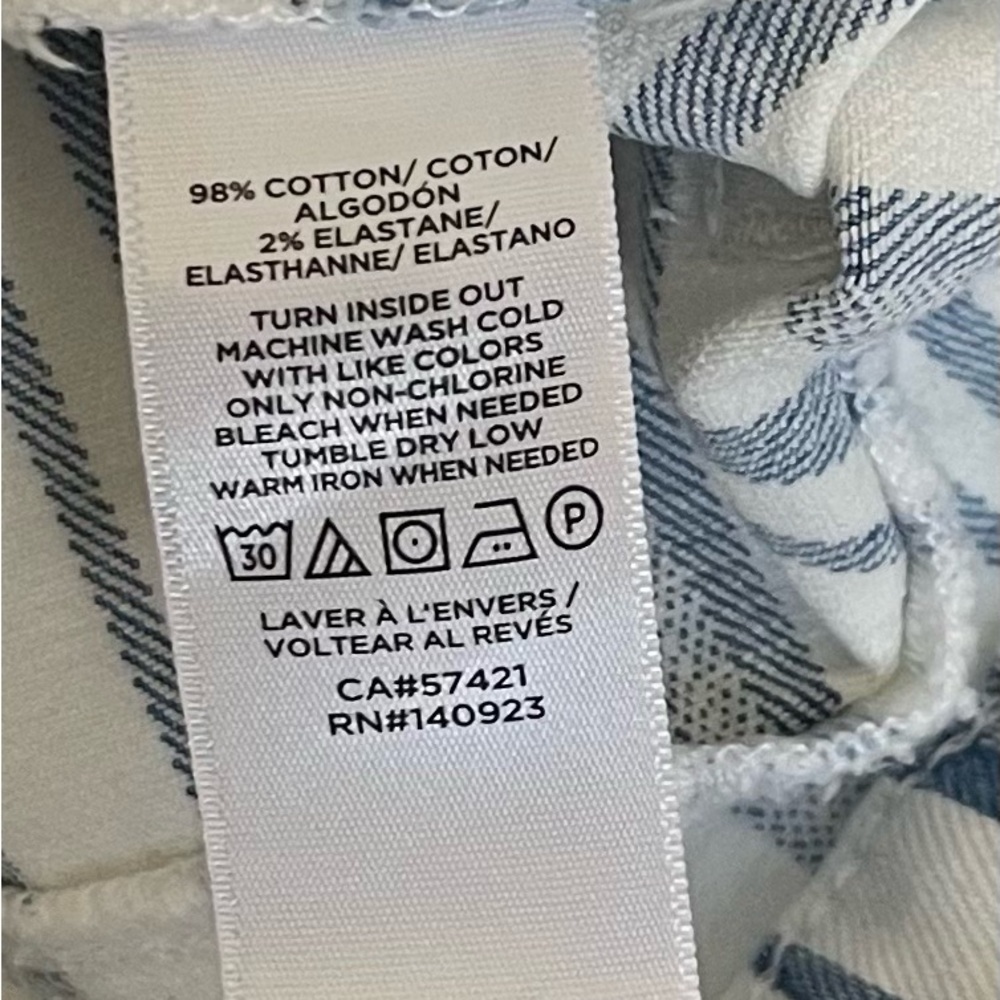 98% COTTON/ COTON/
ALGODÓN
2% ELASTANE/
ELASTHANNE/ ELASTANO
TURN INSIDE OUT
MACHINE WASH COLD
WITH LIKE COLORS
ONLY NON-CHLORINE
BLEACH WHEN NEEDED
TUMBLE DRY LOW
WARM IRON WHEN NEEDED
30 P
LAVER À L'ENVERS /
VOLTEAR AL REVÉS
CA#57421
RN#140923